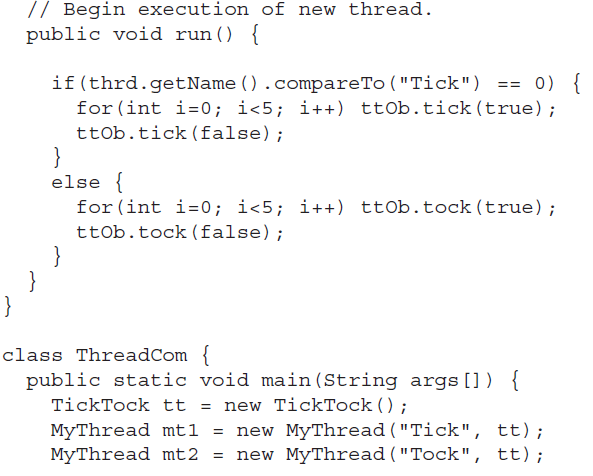 // Begin execution of new thread.
public void run() {
if(thrd.getName().compareTo("Tick") == 0) {
for(int i=0; i<5; i++) ttOb.tick(true);
ttOb.tick(false);
}
else {
for(int i=0; i<5; i++) ttOb.tock(true);
ttOb.tock(false);
}
}
}
class ThreadCom {
public static void main(String args[]) {
TickTock tt = new TickTock();
MyThread mt1 = new MyThread("Tick", tt);
MyThread mt2 = new MyThread("Tock", tt);